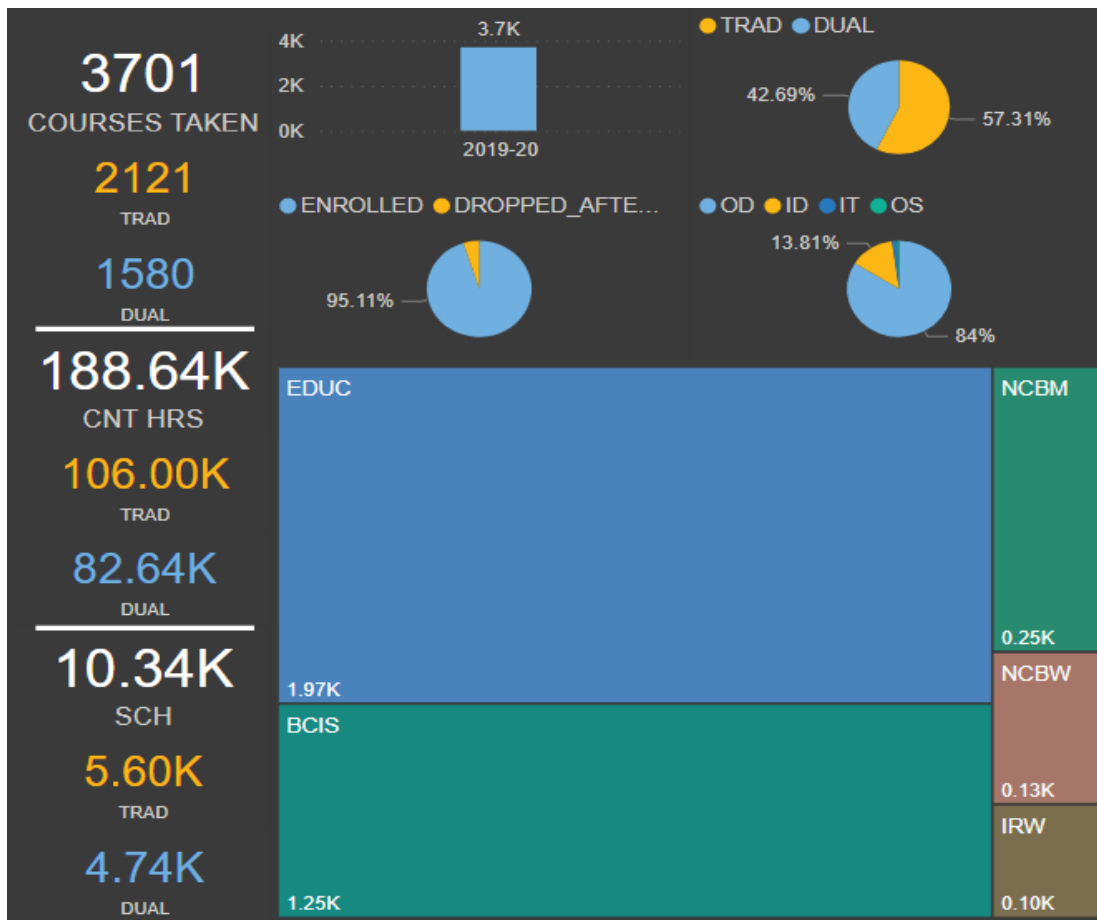 3701
COURSES TAKEN
2121
TRAD
1580
DUAL
188.64K
CNT HRS
106.00K
TRAD
82.64K
DUAL
10.34K
SCH
5.60K
TRAD
4.74K
DUAL
3.7K
4K
2K
0K
2019-20
TRAD DUAL
42.69%
57.31%
ENROLLED DROPPED_AFTE...
95.11%
OD ID IT OS
13.81%
84%
EDUC
1.97K
BCIS
1.25K
NCBM
0.25K
NCBW
0.13K
IRW
0.10K